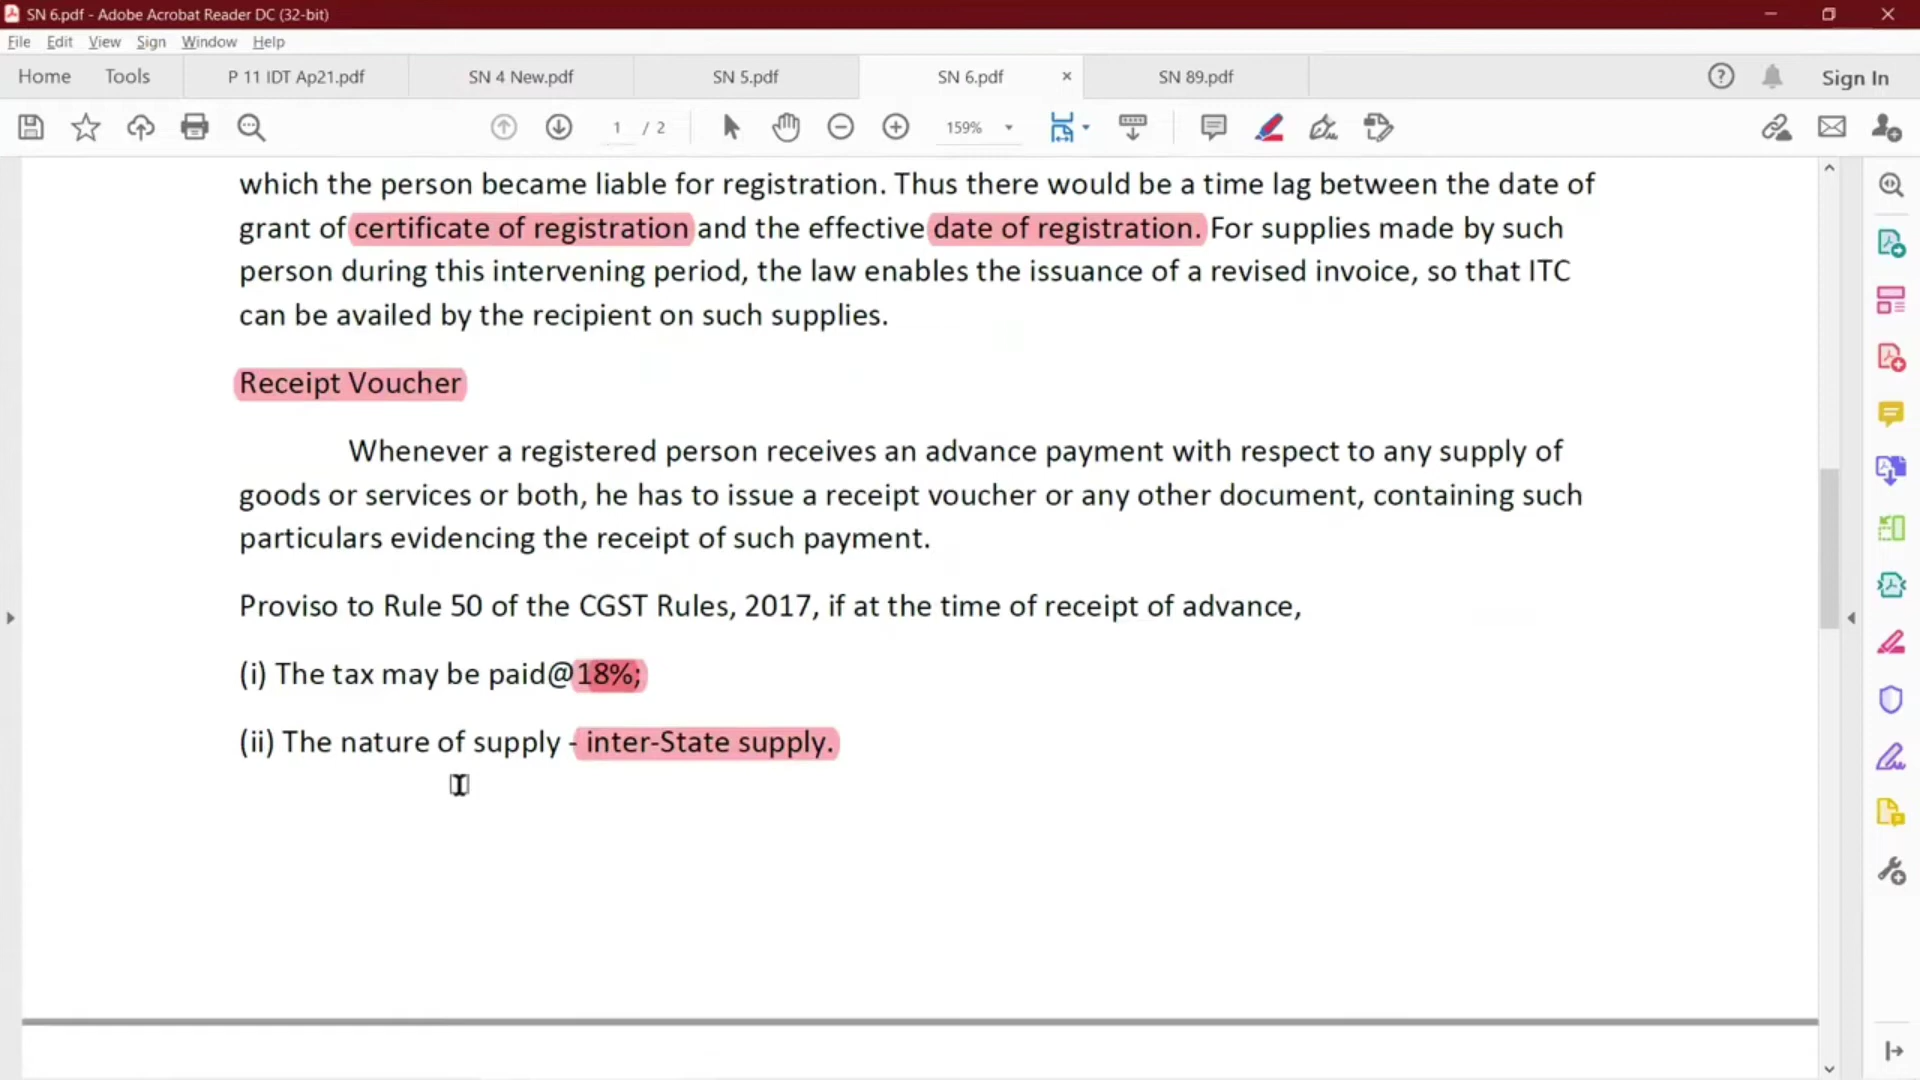 SN 6.pdf - Adobe Acrobat Reader DC (32-bit)
File Edit View Sign Window Help
Home Tools P 11 IDT Ap21.pdf SN 4 New.pdf SN 5.pdf SN 6.pdf × SN 89.pdf Sign In
1 / 2 159%
which the person became liable for registration. Thus there would be a time lag between the date of
grant of certificate of registration and the effective date of registration. For supplies made by such
person during this intervening period, the law enables the issuance of a revised invoice, so that ITC
can be availed by the recipient on such supplies.
Receipt Voucher
Whenever a registered person receives an advance payment with respect to any supply of
goods or services or both, he has to issue a receipt voucher or any other document, containing such
particulars evidencing the receipt of such payment.
Proviso to Rule 50 of the CGST Rules, 2017, if at the time of receipt of advance,
(i) The tax may be paid@18%;
(ii) The nature of supply - inter-State supply.